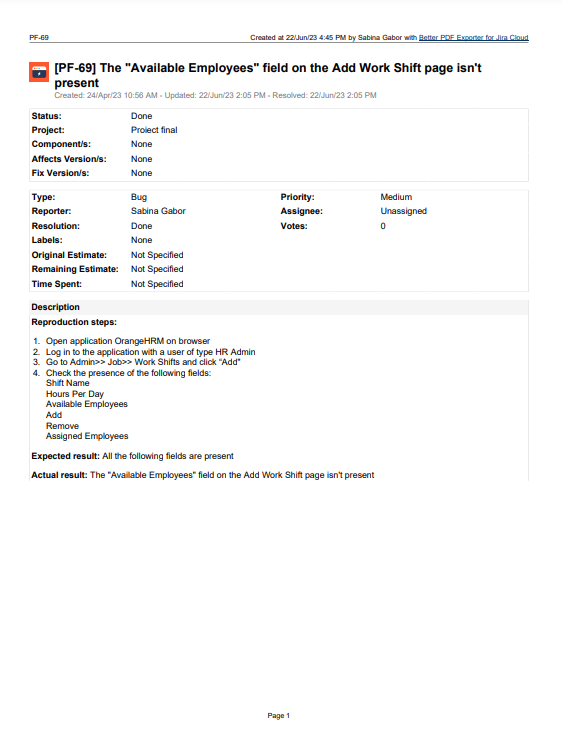 PF-69 Created at 22/Jun/23 4:45 PM by Sabina Gabor with Better PDF Exporter for Jira Cloud
[PF-69] The "Available Employees" field on the Add Work Shift page isn't
present
Created: 24/Apr/23 10:56 AM - Updated: 22/Jun/23 2:05 PM - Resolved: 22/Jun/23 2:05 PM
Status: Done
Project: Proiect final
Component/s: None
Affects Version/s: None
Fix Version/s: None
Type: Bug Priority: Medium
Reporter: Sabina Gabor Assignee: Unassigned
Resolution: Done Votes: 0
Labels: None
Original Estimate: Not Specified
Remaining Estimate: Not Specified
Time Spent: Not Specified
Description
Reproduction steps:
1. Open application OrangeHRM on browser
2. Log in to the application with a user of type HR Admin
3. Go to Admin>> Job>> Work Shifts and click “Add”
4. Check the presence of the following fields:
Shift Name
Hours Per Day
Available Employees
Add
Remove
Assigned Employees
Expected result: All the following fields are present
Actual result: The "Available Employees" field on the Add Work Shift page isn't present
Page 1